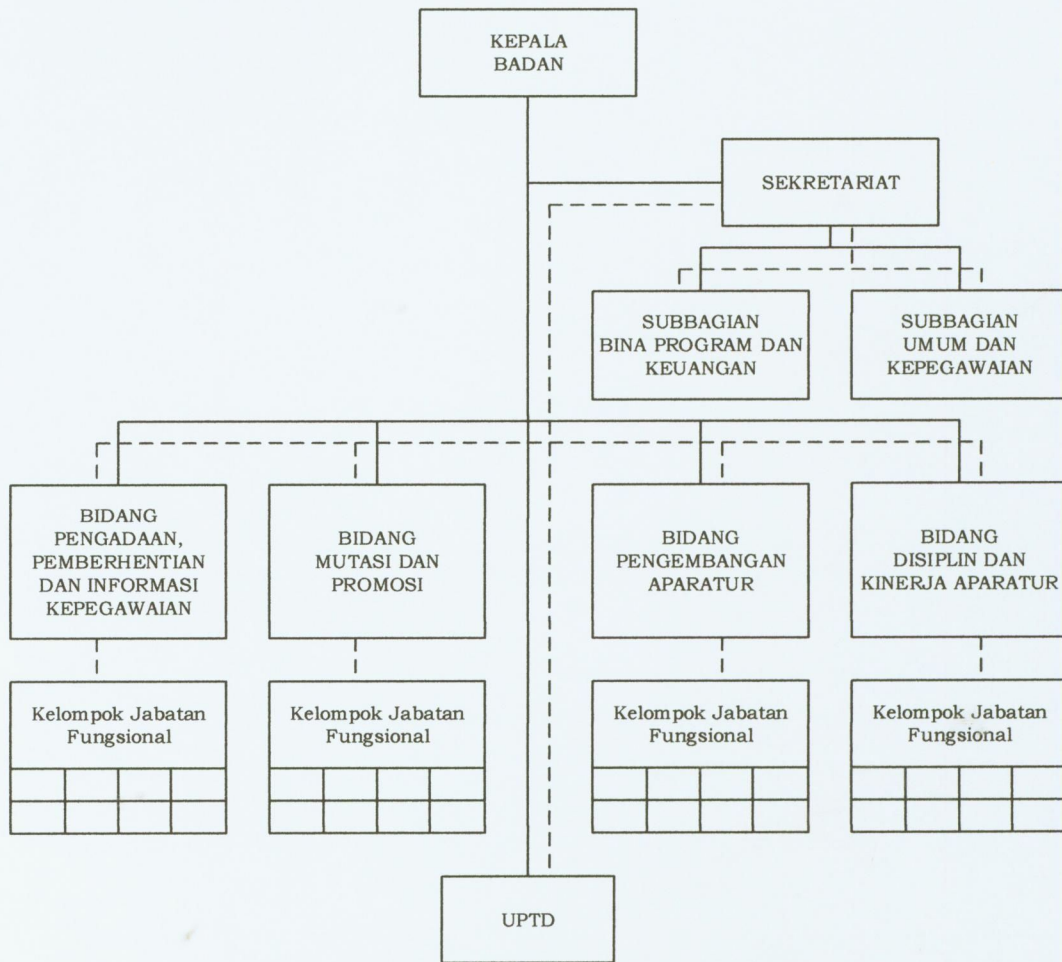 KEPALA
BADAN
SEKRETARIAT
SUBBAGIAN
BINA PROGRAM DAN
KEUANGAN
SUBBAGIAN
UMUM DAN
KEPEGAWAIAN
BIDANG
PENGADAAN,
PEMBERHENTIAN
DAN INFORMASI
KEPEGAWAIAN
BIDANG
MUTASI DAN
PROMOSI
BIDANG
PENGEMBANGAN
APARATUR
BIDANG
DISIPLIN DAN
KINERJA APARATUR
Kelompok Jabatan
Fungsional
Kelompok Jabatan
Fungsional
Kelompok Jabatan
Fungsional
Kelompok Jabatan
Fungsional
UPTD